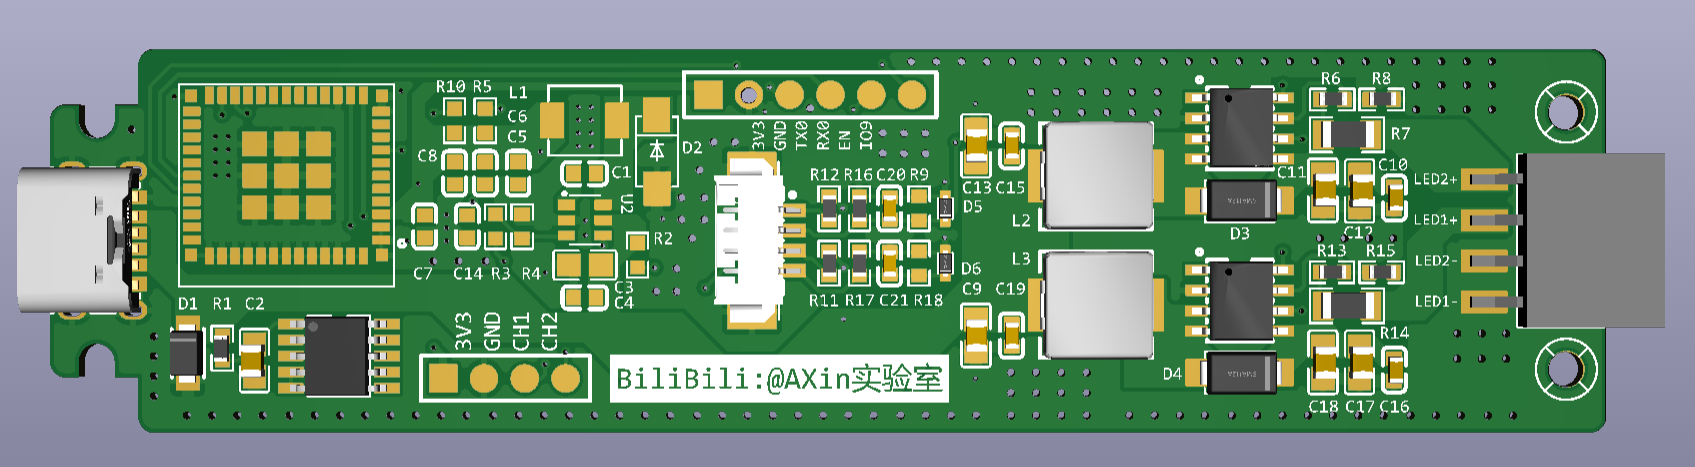 R10 R5 L1
C6
C5
C8
C1
D2
U2
R2
C7 C14 R3 R4
C3
C4
3V3 GND TX0 RX0 EN IO9
R12 R16 C20 R9
D5
R11 R17 C21 R18
D6
C13 C15
L2
L3
C9 C19
R6 R8
R7
C11 C10
C12
D3
R13 R15
R14
D4
C18 C17 C16
LED2+
LED1+
LED2-
LED1-
D1 R1 C2
3V3 GND CH1 CH2
BiliBili:@AXin实验室